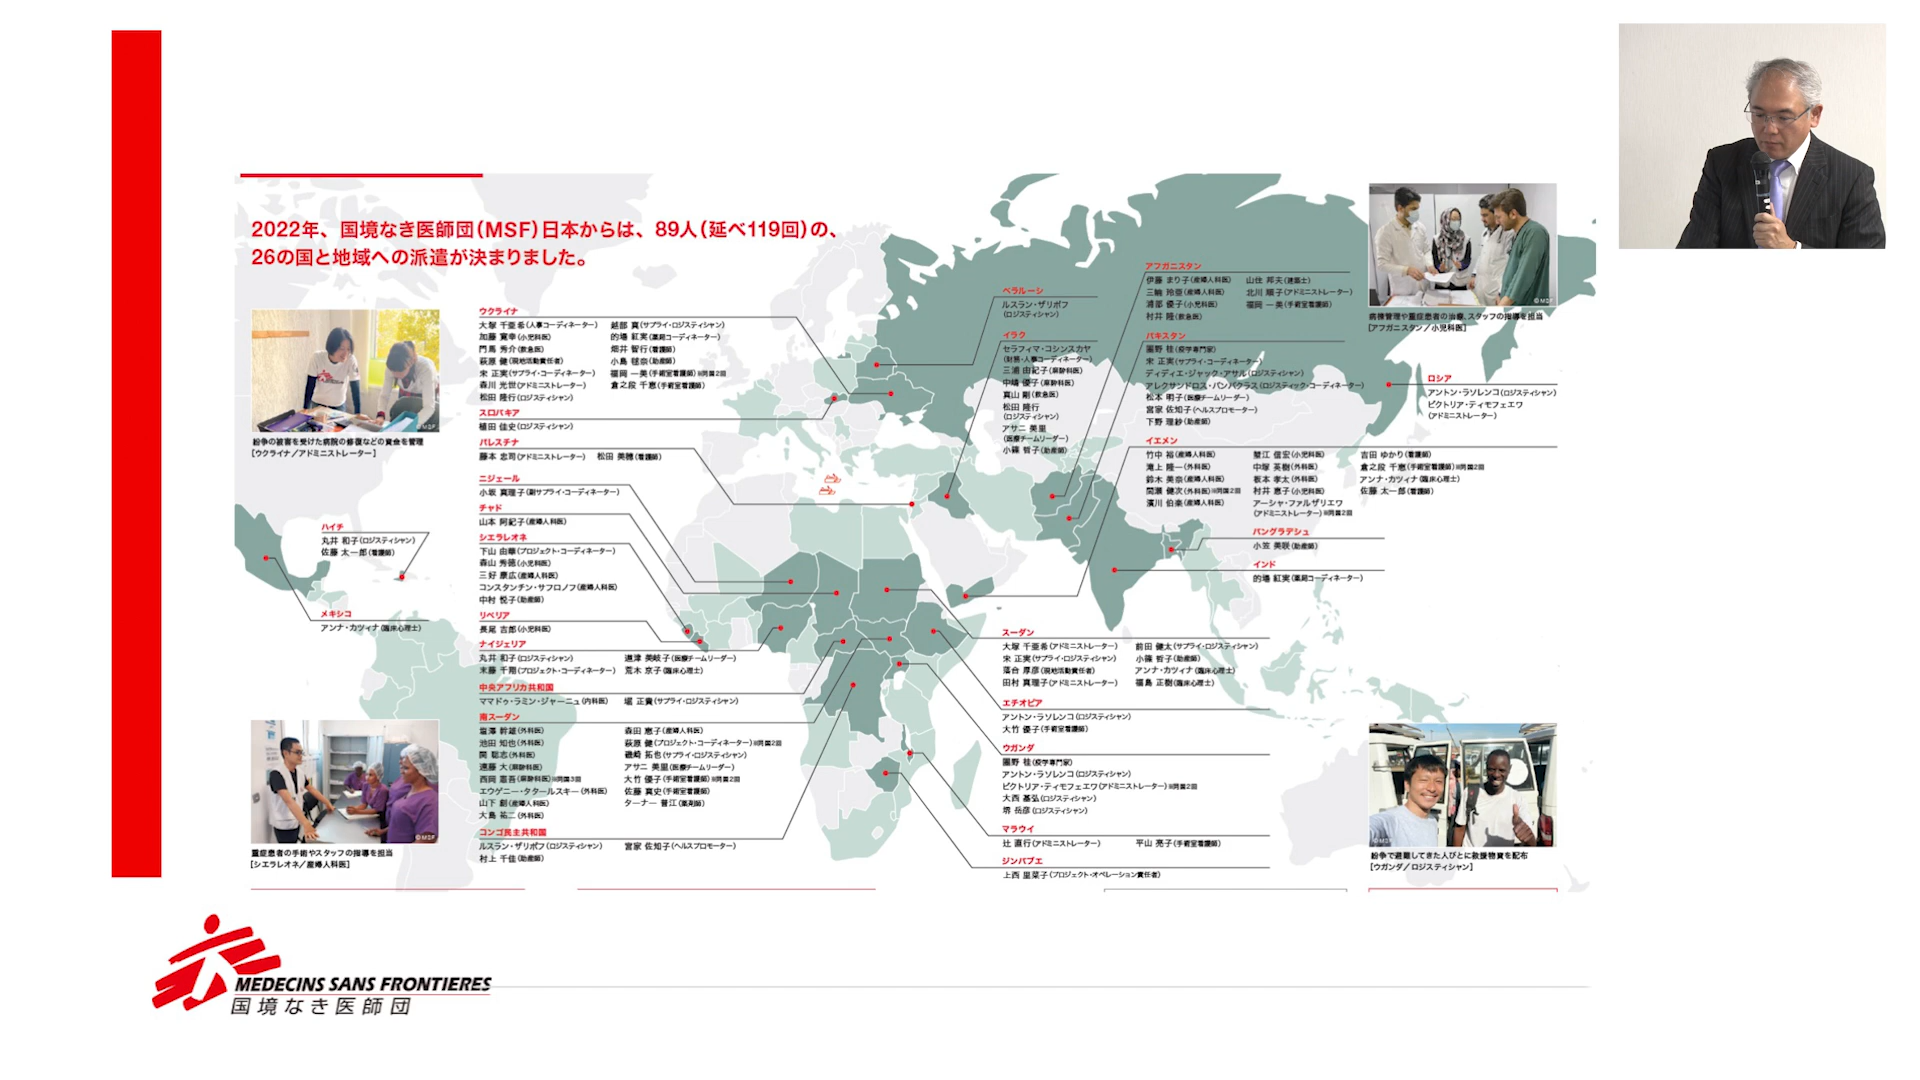 2022年、国境なき医師団(MSF)日本からは、89人(延べ119回)の、
26の国と地域への派遣が決まりました。
紛争の被害を受けた病院の修復などの資金を管理
[ウクライナ/アドミニストレーター]
ハイチ
丸井 和子(ロジスティシャン)
佐藤 太一郎(看護師)
メキシコ
アンナ・カツィナ(臨床心理士)
重症患者の手術やスタッフの指導を担当
[シエラレオネ/産婦人科医]
ウクライナ
大塚 千亜希(人事コーディネーター) 越部 真(サプライ・ロジスティシャン)
加藤 寛幸(小児科医) 的場 紅実(薬局コーディネーター)
門馬 秀介(救急医) 畑井 智行(看護師)
萩原 健(現地活動責任者) 小島 毬奈(助産師)
宋 正実(サプライ・コーディネーター) 福岡 一美(手術室看護師)※同国2回
森川 光世(アドミニストレーター) 倉之段 千恵(手術室看護師)
松田 隆行(ロジスティシャン)
スロバキア
植田 佳史(ロジスティシャン)
パレスチナ
藤本 忠司(アドミニストレーター) 松田 美穂(看護師)
ニジェール
小坂 真理子(副サプライ・コーディネーター)
チャド
山本 阿紀子(産婦人科医)
シエラレオネ
下山 由華(プロジェクト・コーディネーター)
森山 秀徳(小児科医)
三好 康広(産婦人科医)
コンスタンチン・サフロノフ(産婦人科医)
中村 悦子(助産師)
リベリア
長尾 吉郎(小児科医)
ナイジェリア
丸井 和子(ロジスティシャン) 道津 美岐子(医療チームリーダー)
末藤 千翔(プロジェクト・コーディネーター) 荒木 京子(臨床心理士)
中央アフリカ共和国
ママドゥ・ラミン・ジャーニュ(内科医) 堀 正貴(サプライ・ロジスティシャン)
南スーダン
塩澤 幹雄(外科医) 森田 恵子(産婦人科医)
池田 知也(外科医) 萩原 健(プロジェクト・コーディネーター)※同国2回
関 聡志(外科医) 磯崎 拓也(サプライ・ロジスティシャン)
遠藤 大(麻酔科医) アサニ 美里(医療チームリーダー)
西岡 憲吾(麻酔科医)※同国3回 大竹 優子(手術室看護師)※同国2回
エウゲニー・タタールスキー(外科医) 佐藤 真史(手術室看護師)
山下 創(産婦人科医) ターナー 普江(薬剤師)
大島 祐二(外科医)
コンゴ民主共和国
ルスラン・ザリポフ(ロジスティシャン) 宮家 佐知子(ヘルスプロモーター)
村上 千佳(助産師)
ベラルーシ
ルスラン・ザリポフ
(ロジスティシャン)
イラク
セラフィマ・コシンスカヤ
(財務・人事コーディネーター)
三浦 由紀子(麻酔科医)
中嶋 優子(麻酔科医)
真山 剛(救急医)
松田 隆行
(ロジスティシャン)
アサニ 美里
(医療チームリーダー)
小篠 哲子(助産師)
アフガニスタン
伊藤 まり子(産婦人科医) 山住 邦夫(建築士)
三輪 玲亜(産婦人科医) 北川 順子(アドミニストレーター)
浦部 優子(小児科医) 福岡 一美(手術室看護師)
村井 隆(救急医)
パキスタン
圃野 桂(疫学専門家)
宋 正実(サプライ・コーディネーター)
ディディエ・ジャック・アサル(ロジスティシャン)
アレクサンドロス・パンパクラス(ロジスティック・コーディネーター)
松本 明子(医療チームリーダー)
宮家 佐知子(ヘルスプロモーター)
下野 理紗(助産師)
イエメン
竹中 裕(産婦人科医) 蟹江 信宏(小児科医) 吉田 ゆかり(看護師)
滝上 隆一(外科医) 中塚 英樹(外科医) 倉之段 千恵(手術室看護師)※同国2回
鈴木 美奈(産婦人科医) 板本 孝太(外科医) アンナ・カツィナ(臨床心理士)
間瀬 健次(外科医)※同国2回 村井 恵子(小児科医) 佐藤 太一郎(看護師)
濱川 伯楽(産婦人科医) アーシャ・ファルザリエワ
(アドミニストレーター)※同国2回
バングラデシュ
小笠 美咲(助産師)
インド
的場 紅実(薬局コーディネーター)
病棟管理や重症患者の治療、スタッフの指導を担当
[アフガニスタン/小児科医]
ロシア
アントン・ラソレンコ(ロジスティシャン)
ビクトリア・ティモフェエワ
(アドミニストレーター)
スーダン
大塚 千亜希(アドミニストレーター) 前田 健太(サプライ・ロジスティシャン)
宋 正実(サプライ・ロジスティシャン) 小篠 哲子(助産師)
落合 厚彦(現地活動責任者) アンナ・カツィナ(臨床心理士)
田村 真理子(アドミニストレーター) 福島 正樹(臨床心理士)
エチオピア
アントン・ラソレンコ(ロジスティシャン)
大竹 優子(手術室看護師)
ウガンダ
圃野 桂(疫学専門家)
アントン・ラソレンコ(ロジスティシャン)
ビクトリア・ティモフェエワ(アドミニストレーター)※同国2回
大西 基弘(ロジスティシャン)
堺 岳彦(ロジスティシャン)
マラウイ
辻 直行(アドミニストレーター) 平山 亮子(手術室看護師)
ジンバブエ
上西 里菜子(プロジェクト・オペレーション責任者)
紛争で避難してきた人びとに救援物資を配布
[ウガンダ/ロジスティシャン]
©MSF
©MSF
©MSF
©MSF
MEDECINS SANS FRONTIERES
国境なき医師団